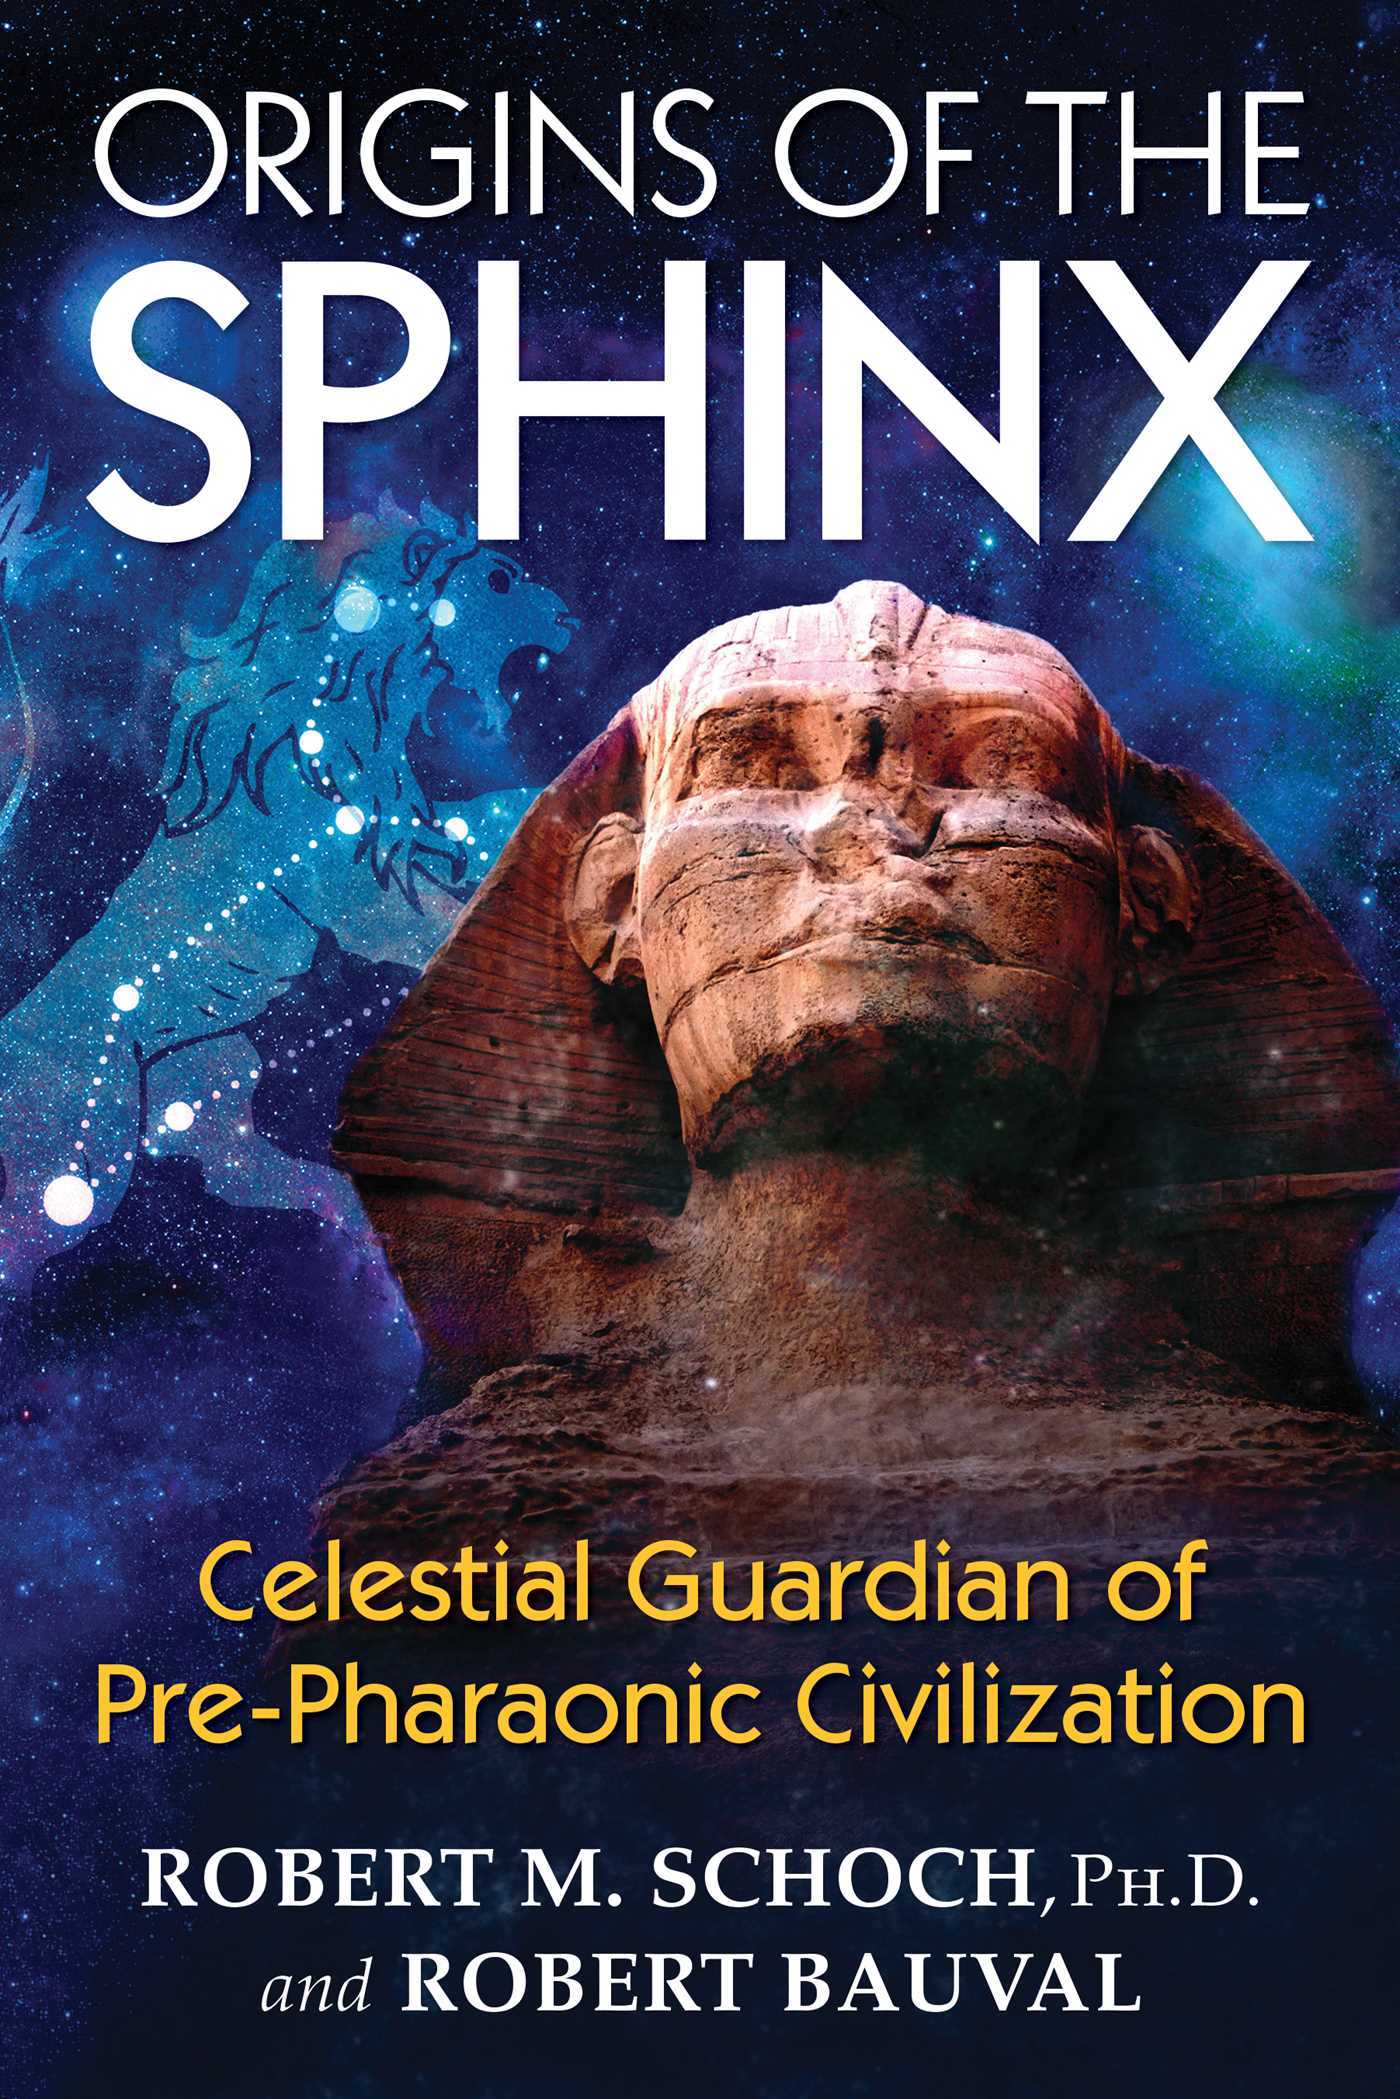 ORIGINS OF THE
SPHINX
Celestial Guardian of
Pre-Pharaonic Civilization
ROBERT M. SCHOCH, PH.D.
and ROBERT BAUVAL